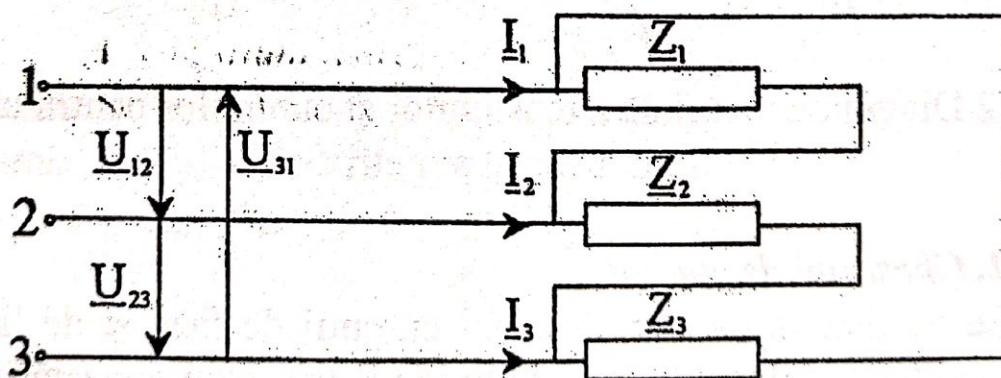 I₁ Z₁
1
U₁₂ U₃₁
I₂ Z₂
2
U₂₃
I₃ Z₃
3